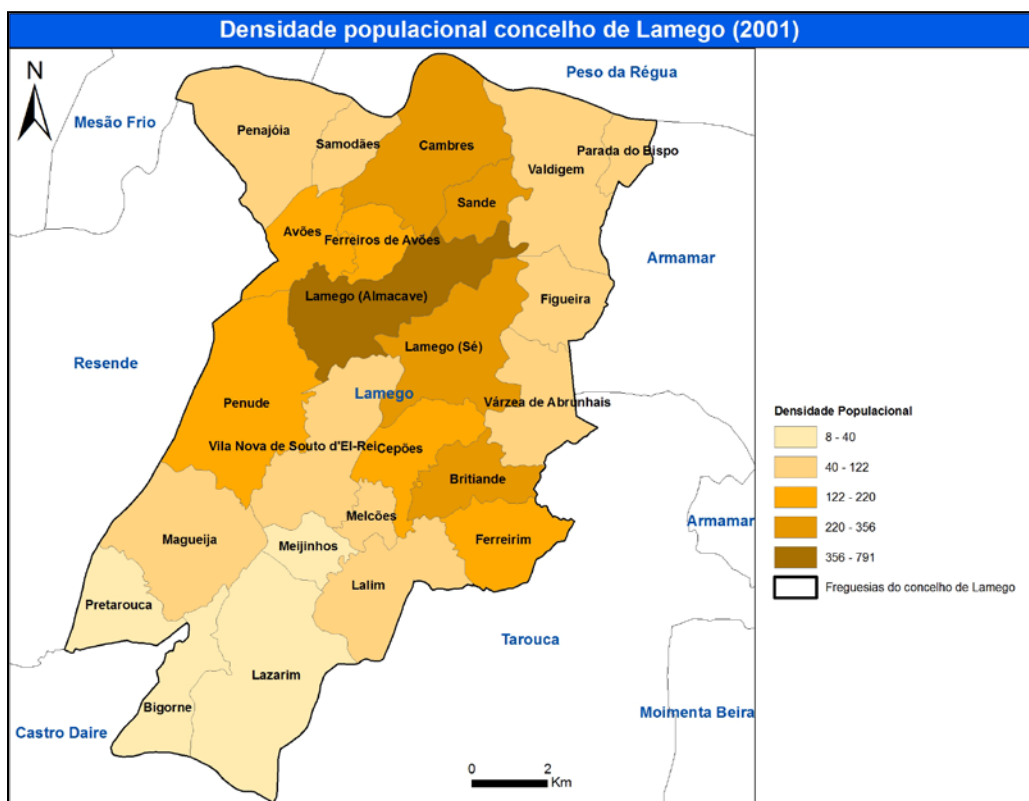 Densidade populacional concelho de Lamego (2001)
N
Peso da Régua
Mesão Frio
Penajóia
Samodães
Cambres
Parada do Bispo
Valdigem
Sande
Avões
Ferreiros de Avões
Armamar
Lamego (Almacave)
Figueira
Lamego (Sé)
Resende
Lamego
Penude
Várzea de Abrunhais
Densidade Populacional
8 - 40
Vila Nova de Souto d'El-Rei
Cepões
40 - 122
Britiande
122 - 220
Melcões
Armamar
220 - 356
Magueija
Meijinhos
Ferreirim
356 - 791
Lalim
Freguesias do concelho de Lamego
Pretarouca
Tarouca
Lazarim
Bigorne
Moimenta Beira
Castro Daire
0 2
Km